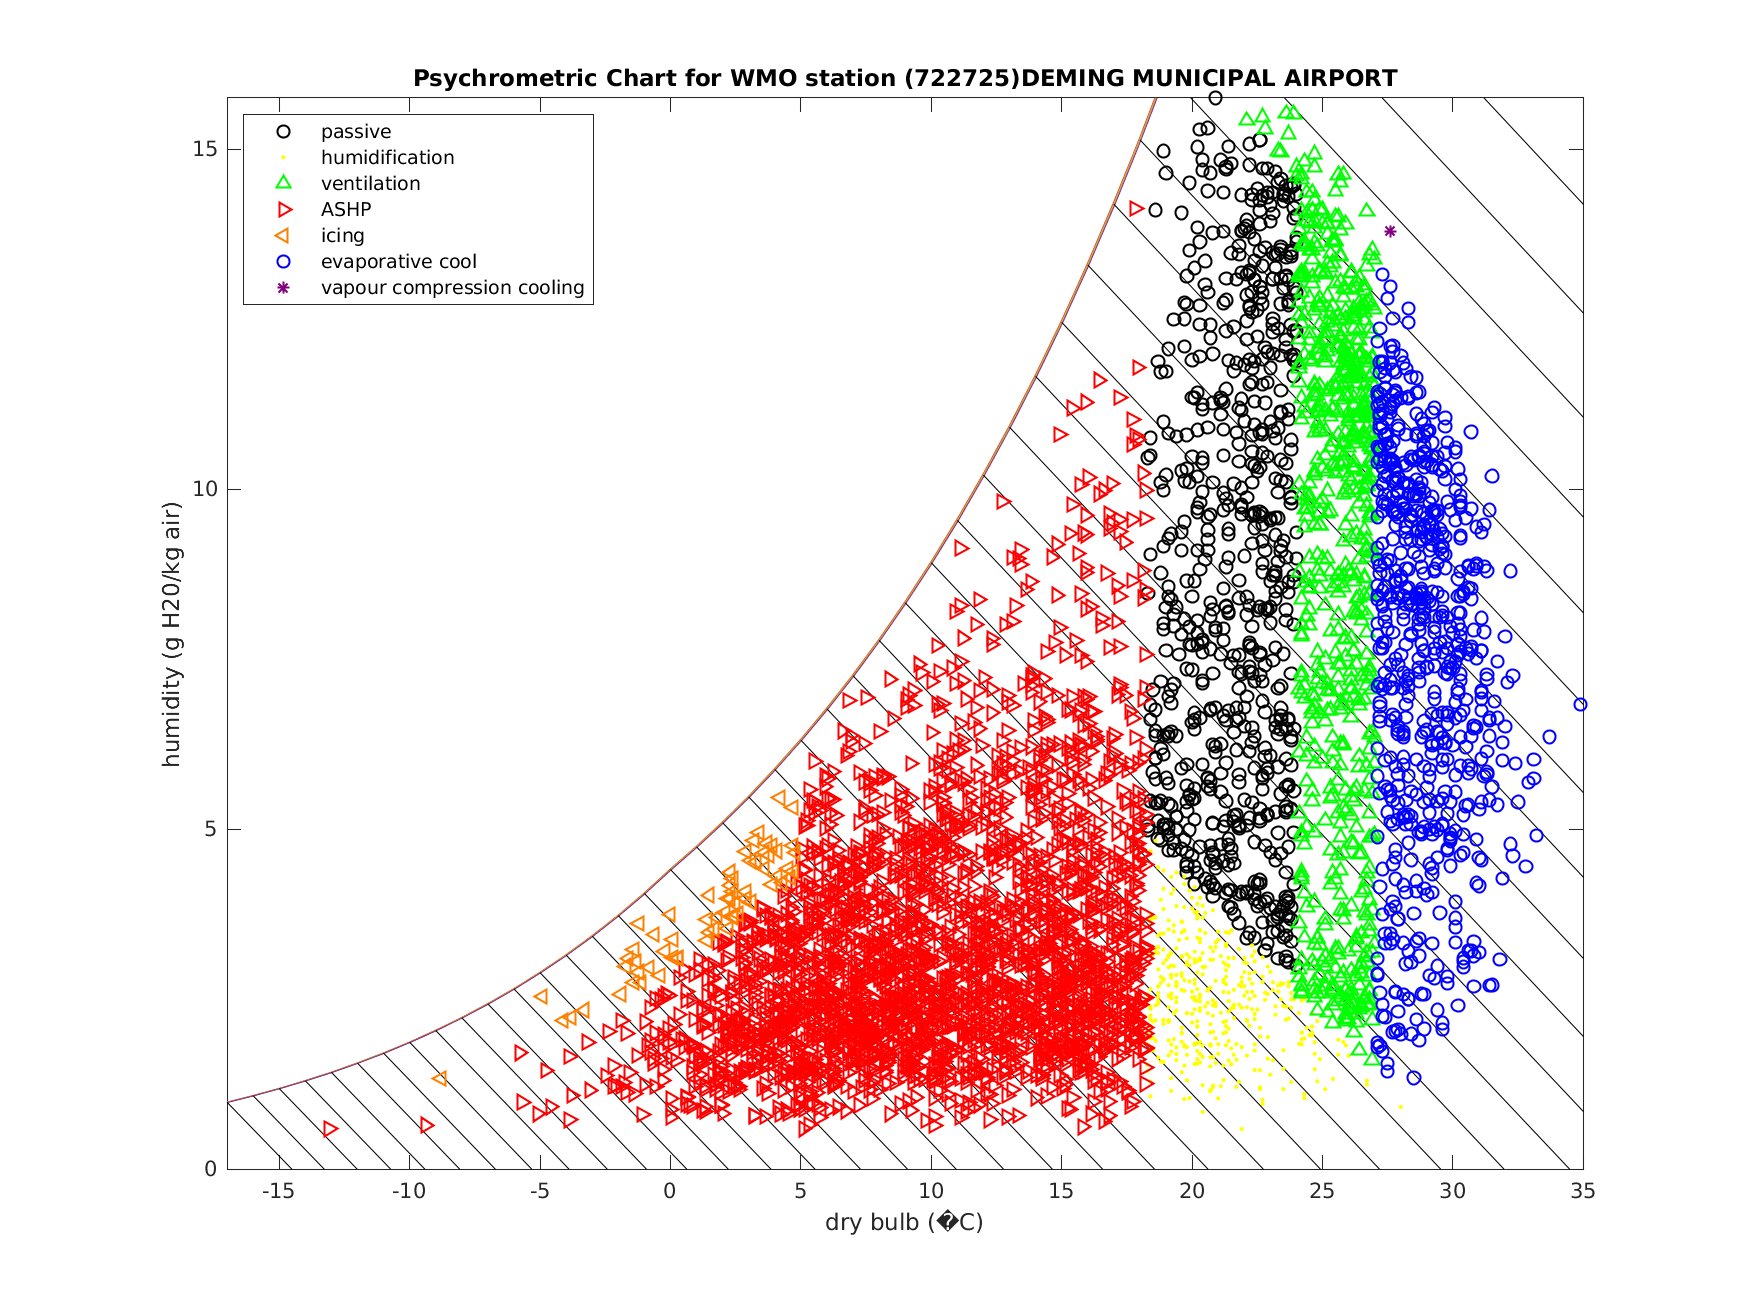 Psychrometric Chart for WMO station (722725)DEMING MUNICIPAL AIRPORT
passive
humidification
ventilation
ASHP
icing
evaporative cool
vapour compression cooling
humidity (g H20/kg air)
15
10
5
0
-15 -10 -5 0 5 10 15 20 25 30 35
dry bulb (�C)